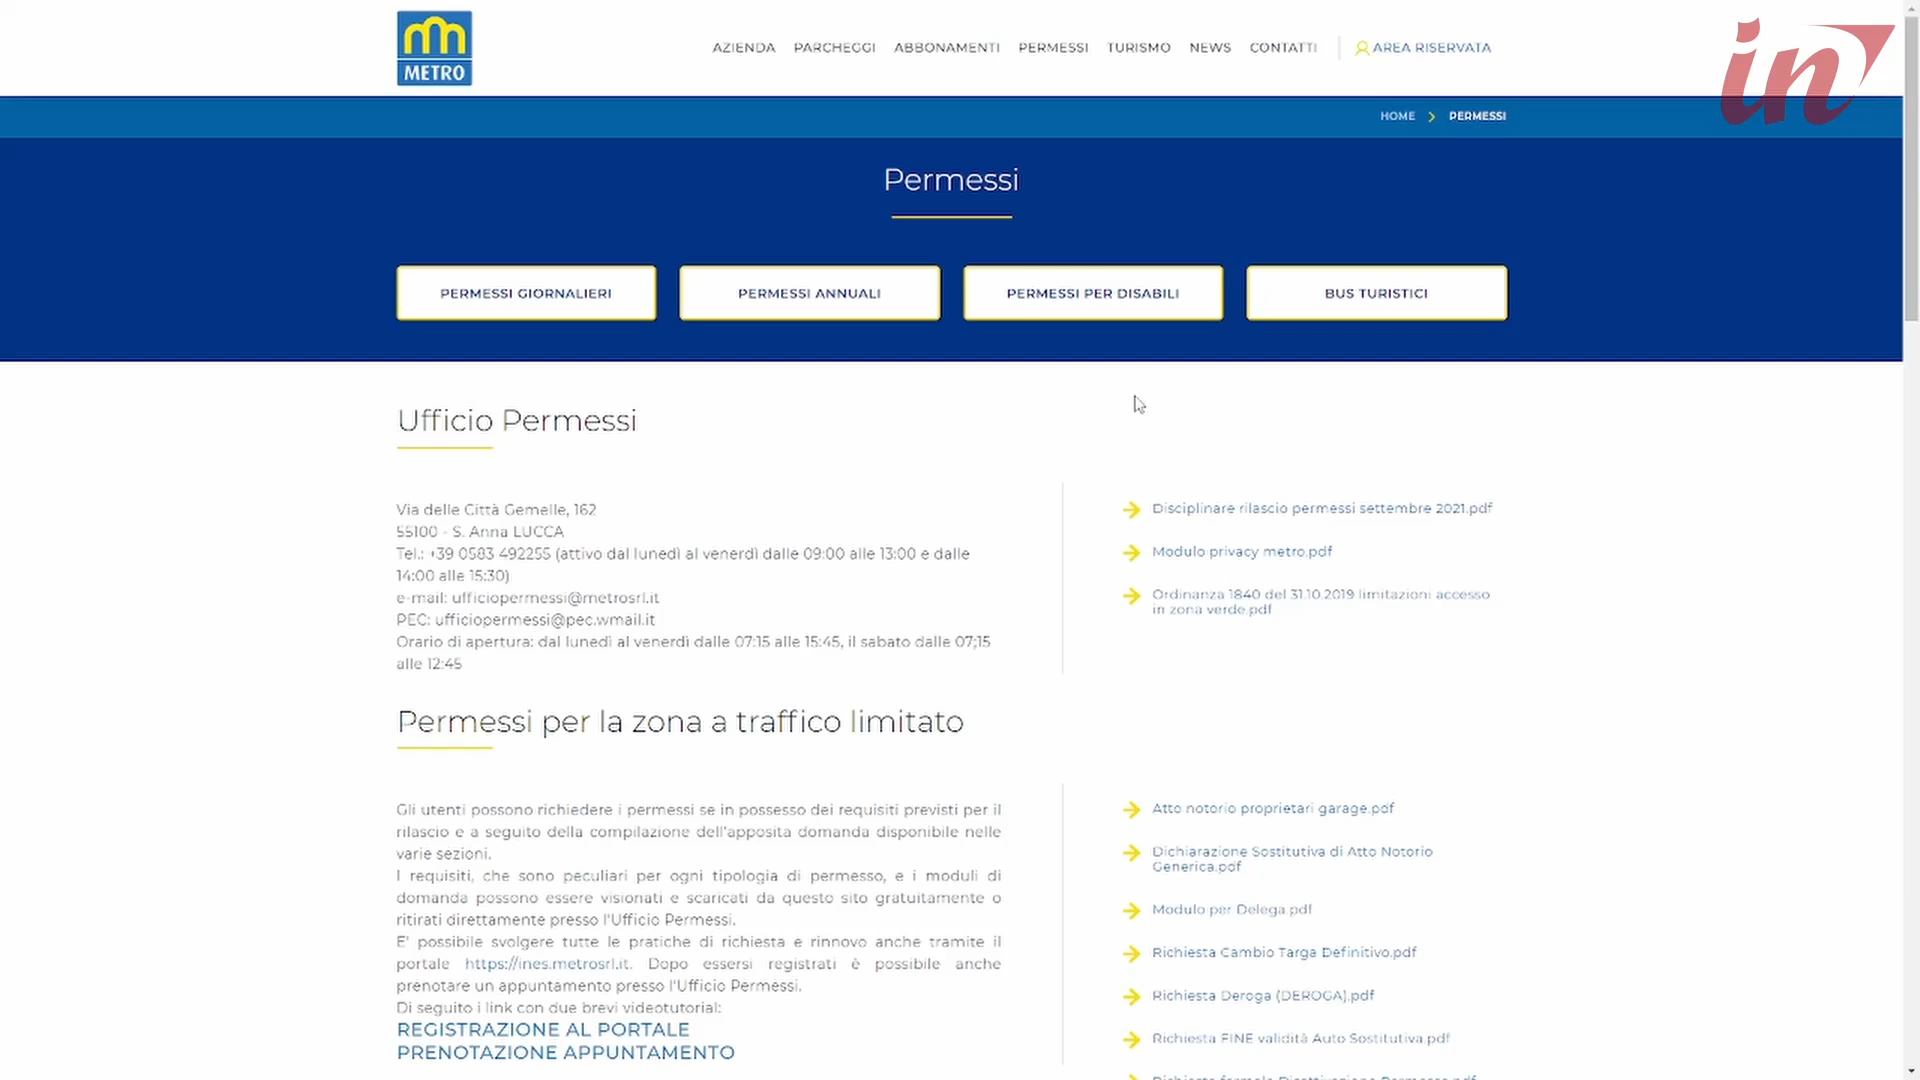 METRO
AZIENDA PARCHEGGI ABBONAMENTI PERMESSI TURISMO NEWS CONTATTI AREA RISERVATA
in
HOME PERMESSI
Permessi
PERMESSI GIORNALIERI PERMESSI ANNUALI PERMESSI PER DISABILI BUS TURISTICI
Ufficio Permessi
Via delle Città Gemelle, 162
55100 - S. Anna LUCCA
Tel.: +39 0583 492255 (attivo dal lunedì al venerdì dalle 09:00 alle 13:00 e dalle
14:00 alle 15:30)
e-mail: ufficiopermessi@metrosrl.it
PEC: ufficiopermessi@pec.wmail.it
Orario di apertura: dal lunedì al venerdì dalle 07:15 alle 15:45, il sabato dalle 07;15
alle 12:45
Disciplinare rilascio permessi settembre 2021.pdf
Modulo privacy metro.pdf
Ordinanza 1840 del 31.10.2019 limitazioni accesso
in zona verde.pdf
Permessi per la zona a traffico limitato
Gli utenti possono richiedere i permessi se in possesso dei requisiti previsti per il
rilascio e a seguito della compilazione dell'apposita domanda disponibile nelle
varie sezioni.
I requisiti, che sono peculiari per ogni tipologia di permesso, e i moduli di
domanda possono essere visionati e scaricati da questo sito gratuitamente o
ritirati direttamente presso l'Ufficio Permessi.
E' possibile svolgere tutte le pratiche di richiesta e rinnovo anche tramite il
portale https://ines.metrosrl.it. Dopo essersi registrati è possibile anche
prenotare un appuntamento presso l'Ufficio Permessi.
Di seguito i link con due brevi videotutorial:
REGISTRAZIONE AL PORTALE
PRENOTAZIONE APPUNTAMENTO
Atto notorio proprietari garage.pdf
Dichiarazione Sostitutiva di Atto Notorio
Generica.pdf
Modulo per Delega.pdf
Richiesta Cambio Targa Definitivo.pdf
Richiesta Deroga (DEROGA).pdf
Richiesta FINE validità Auto Sostitutiva.pdf